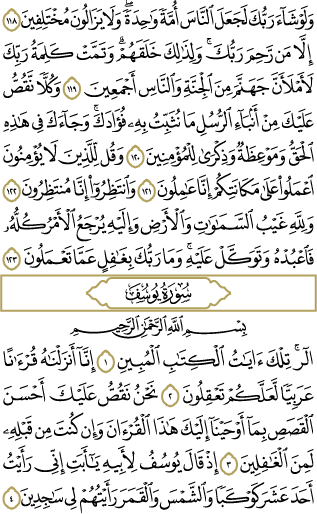 وَلَوْ شَآءَ رَبُّكَ لَجَعَلَ ٱلنَّاسَ أُمَّةً وَٰحِدَةً ۖ وَلَا يَزَالُونَ مُخْتَلِفِينَ ١١٨
إِلَّا مَن رَّحِمَ رَبُّكَ ۚ وَلِذَٰلِكَ خَلَقَهُمْ ۗ وَتَمَّتْ كَلِمَةُ رَبِّكَ
لَأَمْلَأَنَّ جَهَنَّمَ مِنَ ٱلْجِنَّةِ وَٱلنَّاسِ أَجْمَعِينَ ١١٩ وَكُلًّا نَّقُصُّ
عَلَيْكَ مِنْ أَنۢبَآءِ ٱلرُّسُلِ مَا نُثَبِّتُ بِهِۦ فُؤَادَكَ ۚ وَجَآءَكَ فِى هَٰذِهِ
ٱلْحَقُّ وَمَوْعِظَةٌ وَذِكْرَىٰ لِلْمُؤْمِنِينَ ١٢٠ وَقُل لِّلَّذِينَ لَا يُؤْمِنُونَ
ٱعْمَلُوا۟ عَلَىٰ مَكَانَتِكُمْ إِنَّا عَٰمِلُونَ ١٢١ وَٱنتَظِرُوٓا۟ إِنَّا مُنتَظِرُونَ ١٢٢
وَلِلَّهِ غَيْبُ ٱلسَّمَٰوَٰتِ وَٱلْأَرْضِ وَإِلَيْهِ يُرْجَعُ ٱلْأَمْرُ كُلُّهُۥ
فَٱعْبُدْهُ وَتَوَكَّلْ عَلَيْهِ ۚ وَمَا رَبُّكَ بِغَٰفِلٍ عَمَّا تَعْمَلُونَ ١٢٣
سُورَةُ يُوسُفَ
بِسْمِ ٱللَّهِ ٱلرَّحْمَٰنِ ٱلرَّحِيمِ
الٓر ۚ تِلْكَ ءَايَٰتُ ٱلْكِتَٰبِ ٱلْمُبِينِ ١ إِنَّآ أَنزَلْنَٰهُ قُرْءَٰنًا
عَرَبِيًّا لَّعَلَّكُمْ تَعْقِلُونَ ٢ نَحْنُ نَقُصُّ عَلَيْكَ أَحْسَنَ
ٱلْقَصَصِ بِمَآ أَوْحَيْنَآ إِلَيْكَ هَٰذَا ٱلْقُرْءَانَ وَإِن كُنتَ مِن قَبْلِهِۦ
لَمِنَ ٱلْغَٰفِلِينَ ٣ إِذْ قَالَ يُوسُفُ لِأَبِيهِ يَٰٓأَبَتِ إِنِّى رَأَيْتُ
أَحَدَ عَشَرَ كَوْكَبًا وَٱلشَّمْسَ وَٱلْقَمَرَ رَأَيْتُهُمْ لِى سَٰجِدِينَ ٤